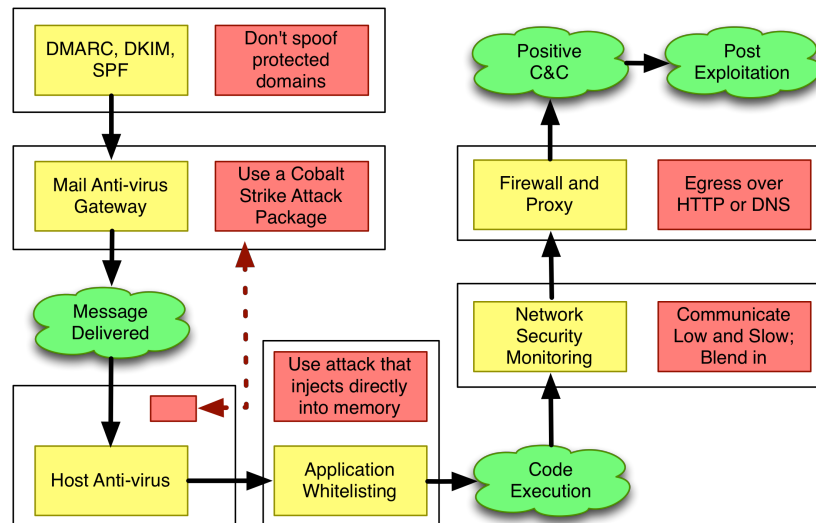 DMARC, DKIM,
SPF
Don't spoof
protected
domains
Mail Anti-virus
Gateway
Use a Cobalt
Strike Attack
Package
Message
Delivered
Host Anti-virus
Use attack that
injects directly
into memory
Application
Whitelisting
Code
Execution
Network
Security
Monitoring
Communicate
Low and Slow;
Blend in
Firewall and
Proxy
Egress over
HTTP or DNS
Positive
C&C
Post
Exploitation